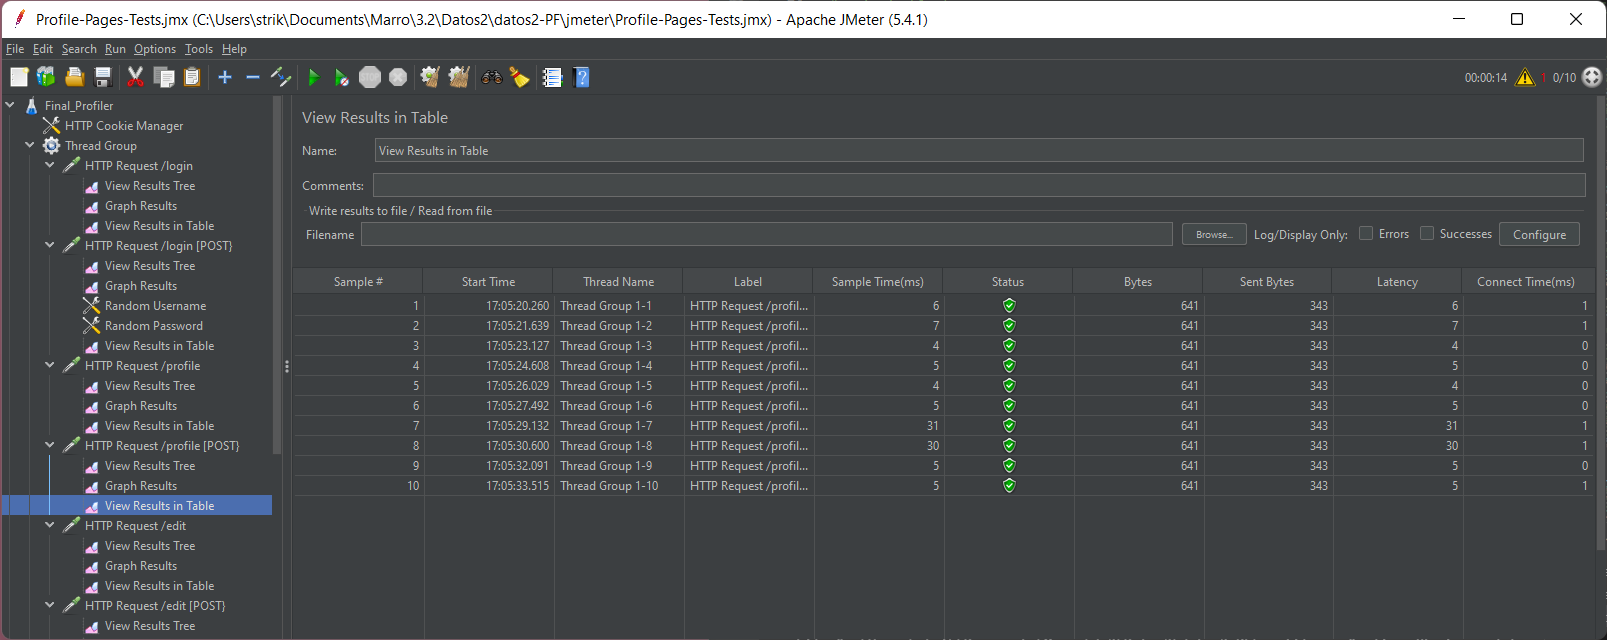 Profile-Pages-Tests.jmx (C:\Users\strik\Documents\Marro\3.2\Datos2\datos2-PF\jmeter\Profile-Pages-Tests.jmx) - Apache JMeter (5.4.1)
File Edit Search Run Options Tools Help
STOP 00:00:14 1 0/10
Final_Profiler
HTTP Cookie Manager
Thread Group
HTTP Request /login
View Results Tree
Graph Results
View Results in Table
HTTP Request /login [POST}
View Results Tree
Graph Results
Random Username
Random Password
View Results in Table
HTTP Request /profile
View Results Tree
Graph Results
View Results in Table
HTTP Request /profile [POST}
View Results Tree
Graph Results
View Results in Table
HTTP Request /edit
View Results Tree
Graph Results
View Results in Table
HTTP Request /edit [POST}
View Results Tree
View Results in Table
Name: View Results in Table
Comments:
Write results to file / Read from file
Filename Browse... Log/Display Only: Errors Successes Configure
Sample # Start Time Thread Name Label Sample Time(ms) Status Bytes Sent Bytes Latency Connect Time(ms)
1 17:05:20.260 Thread Group 1-1 HTTP Request /profil... 6 641 343 6 1
2 17:05:21.639 Thread Group 1-2 HTTP Request /profil... 7 641 343 7 1
3 17:05:23.127 Thread Group 1-3 HTTP Request /profil... 4 641 343 4 0
4 17:05:24.608 Thread Group 1-4 HTTP Request /profil... 5 641 343 5 0
5 17:05:26.029 Thread Group 1-5 HTTP Request /profil... 4 641 343 4 0
6 17:05:27.492 Thread Group 1-6 HTTP Request /profil... 5 641 343 5 0
7 17:05:29.132 Thread Group 1-7 HTTP Request /profil... 31 641 343 31 1
8 17:05:30.600 Thread Group 1-8 HTTP Request /profil... 30 641 343 30 1
9 17:05:32.091 Thread Group 1-9 HTTP Request /profil... 5 641 343 5 0
10 17:05:33.515 Thread Group 1-10 HTTP Request /profil... 5 641 343 5 1